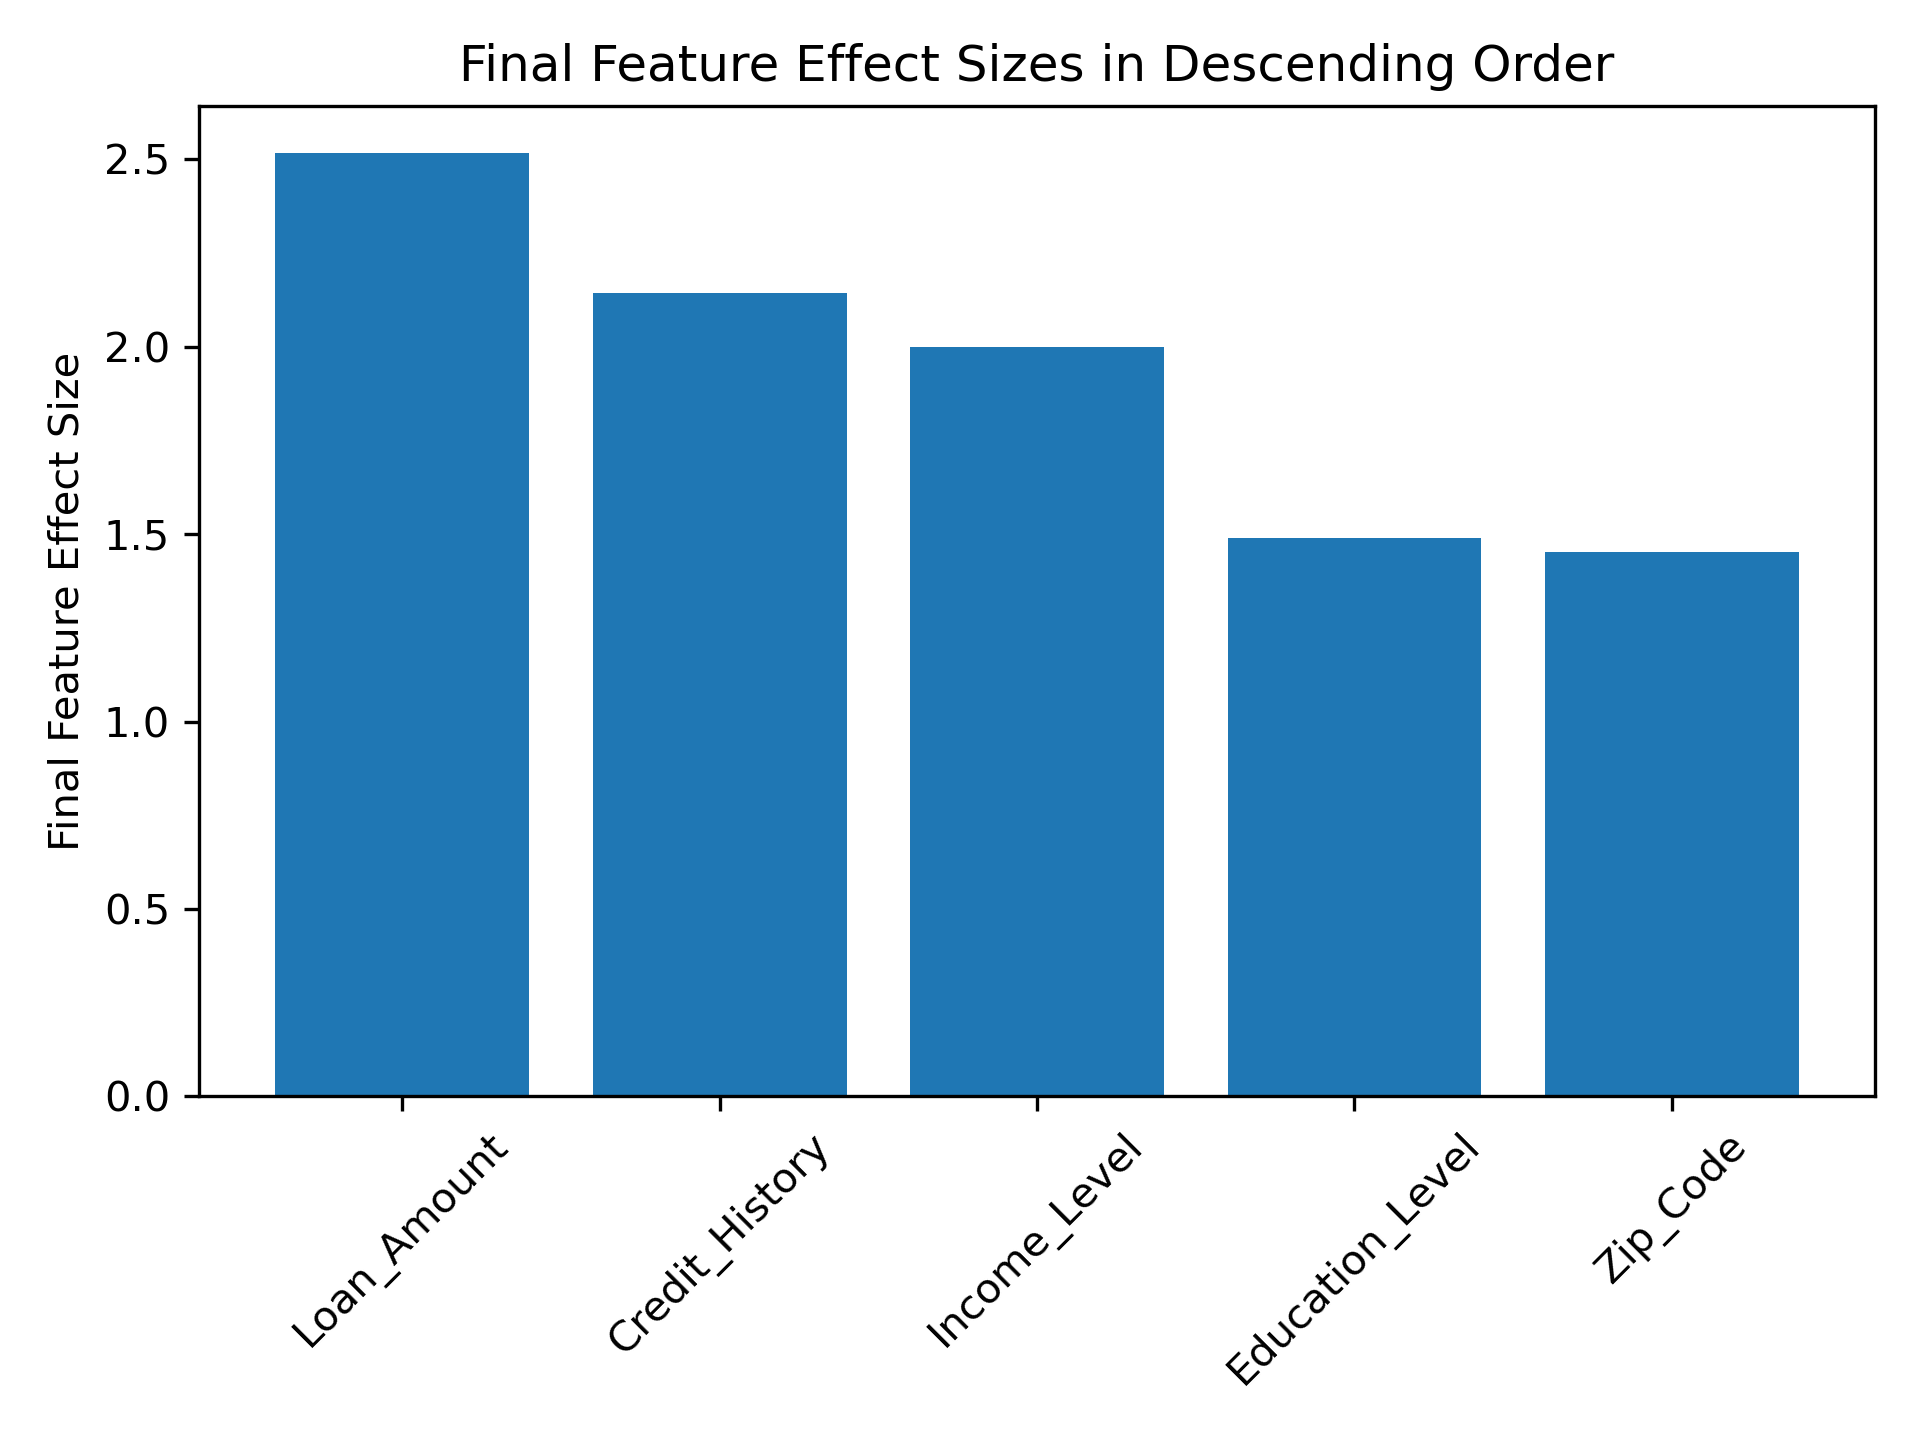 Final Feature Effect Sizes in Descending Order
Final Feature Effect Size
2.5
2.0
1.5
1.0
0.5
0.0
Loan_Amount
Credit_History
Income_Level
Education_Level
Zip_Code